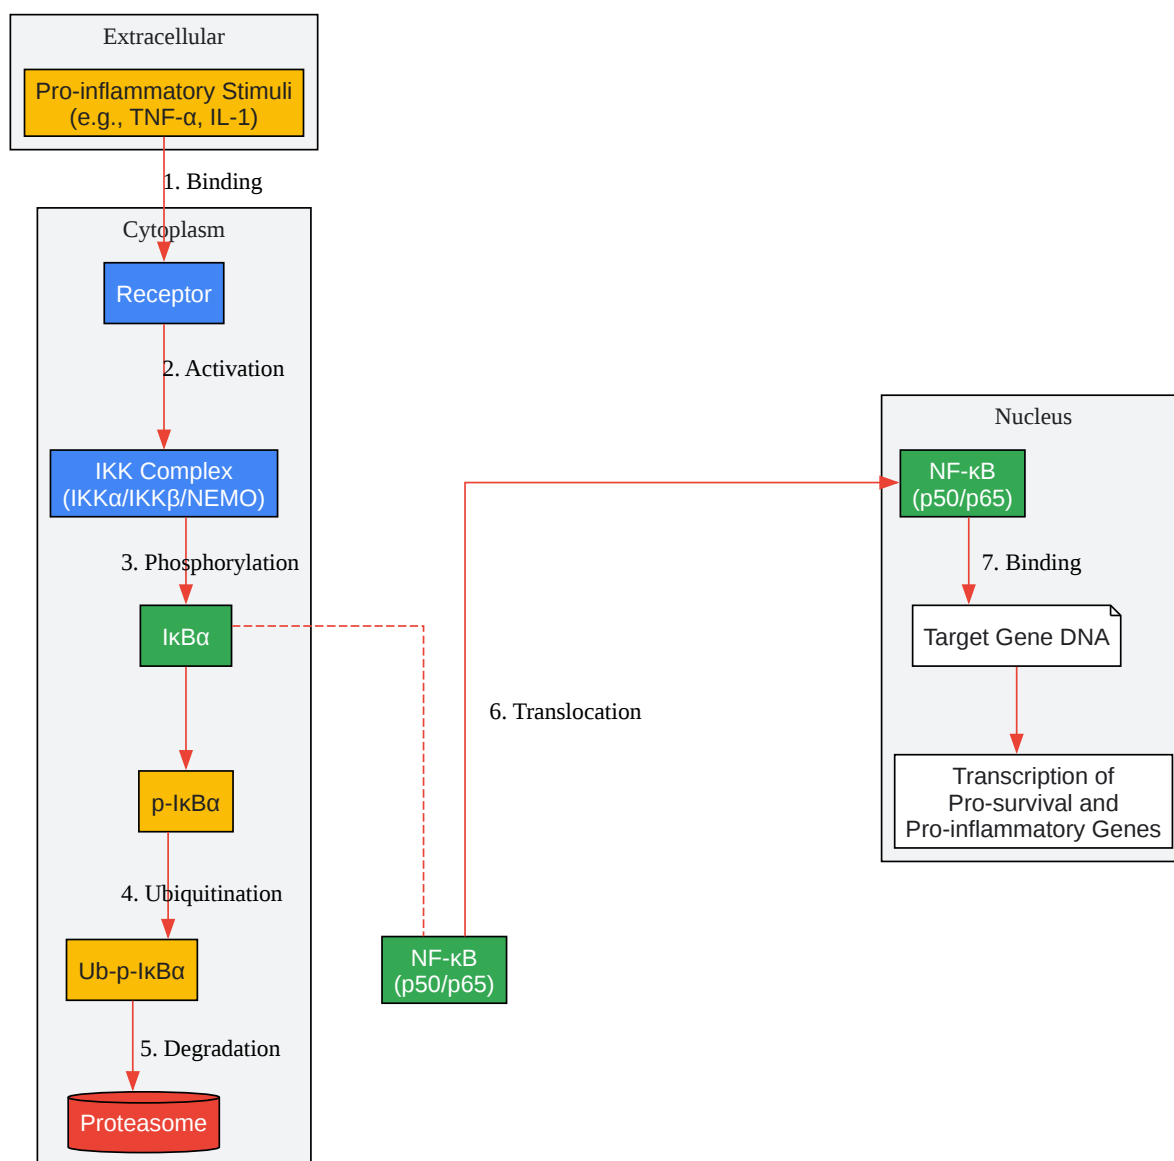 Extracellular
Pro-inflammatory Stimuli
(e.g., TNF-α, IL-1)
1. Binding
Cytoplasm
Receptor
2. Activation
IKK Complex
(IKKα/IKKβ/NEMO)
3. Phosphorylation
IκBα
p-IκBα
4. Ubiquitination
Ub-p-IκBα
5. Degradation
Proteasome
NF-κB
(p50/p65)
6. Translocation
Nucleus
NF-κB
(p50/p65)
7. Binding
Target Gene DNA
Transcription of
Pro-survival and
Pro-inflammatory Genes